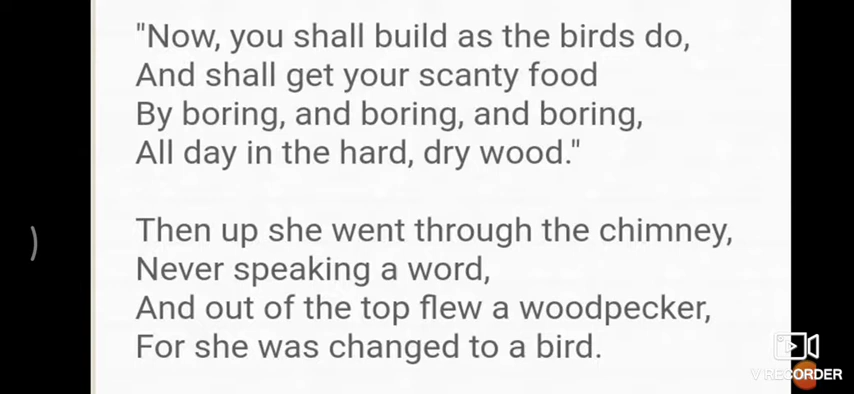 "Now, you shall build as the birds do,
And shall get your scanty food
By boring, and boring, and boring,
All day in the hard, dry wood."
Then up she went through the chimney,
Never speaking a word,
And out of the top flew a woodpecker,
For she was changed to a bird.
V RECORDER